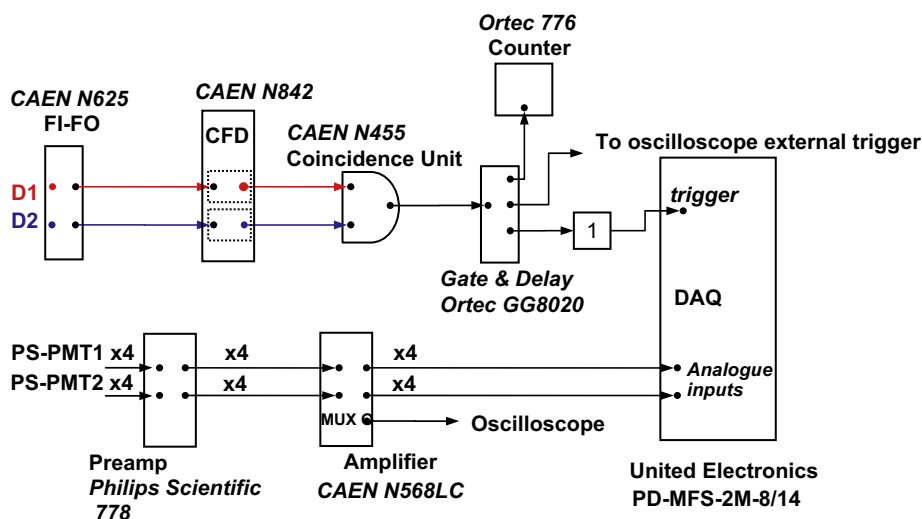 Ortec 776
Counter
CAEN N625
FI-FO
CAEN N842
CFD
CAEN N455
Coincidence Unit
To oscilloscope external trigger
D1
D2
trigger
1
Gate & Delay
Ortec GG8020
DAQ
PS-PMT1 x4 x4 x4
PS-PMT2 x4 x4 x4
Analogue
inputs
MUX O
Oscilloscope
Preamp
Philips Scientific
778
Amplifier
CAEN N568LC
United Electronics
PD-MFS-2M-8/14